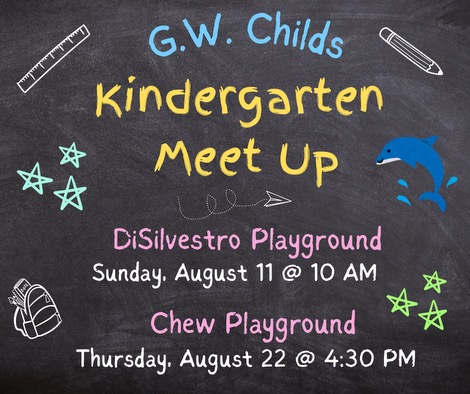 G.W. Childs
Kindergarten
Meet Up
DiSilvestro Playground
Sunday, August 11 @ 10 AM
Chew Playground
Thursday, August 22 @ 4:30 PM